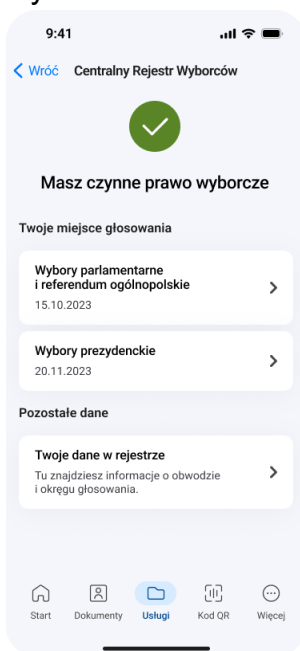 9:41
Wróć Centralny Rejestr Wyborców
Masz czynne prawo wyborcze
Twoje miejsce głosowania
Wybory parlamentarne
i referendum ogólnopolskie
15.10.2023
Wybory prezydenckie
20.11.2023
Pozostałe dane
Twoje dane w rejestrze
Tu znajdziesz informacje o obwodzie
i okręgu głosowania.
Start Dokumenty Usługi Kod QR Więcej